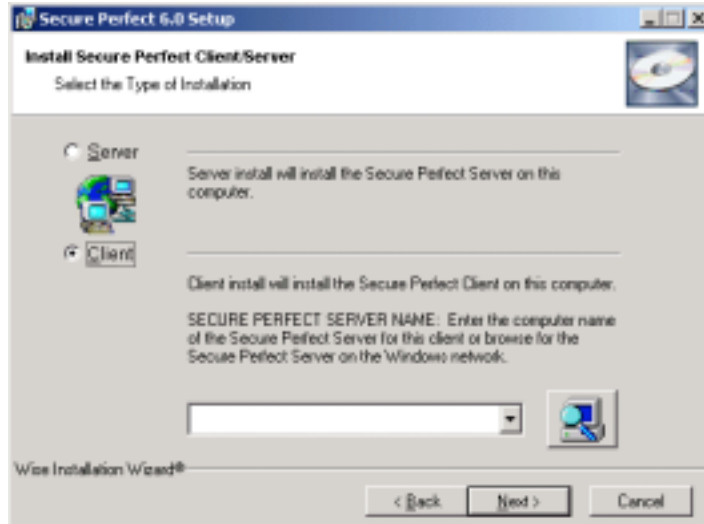 Secure Perfect 6.0 Setup
Install Secure Perfect Client/Server
Select the Type of Installation
Server
Server install will install the Secure Perfect Server on this
computer.
Client
Client install will install the Secure Perfect Client on this computer.
SECURE PERFECT SERVER NAME: Enter the computer name
of the Secure Perfect Server for this client or browse for the
Secure Perfect Server on the Windows network.
Wise Installation Wizard®
< Back
Next >
Cancel